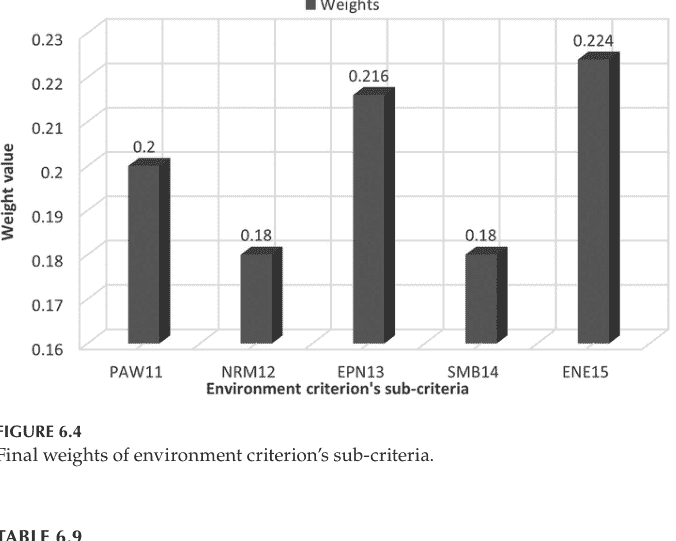 Weights
0.23
0.22
0.21
0.2
0.19
0.18
0.17
0.16
Weight value
0.2
0.18
0.216
0.18
0.224
PAW11 NRM12 EPN13 SMB14 ENE15
Environment criterion's sub-criteria
FIGURE 6.4
Final weights of environment criterion's sub-criteria.
TABLE 6.9